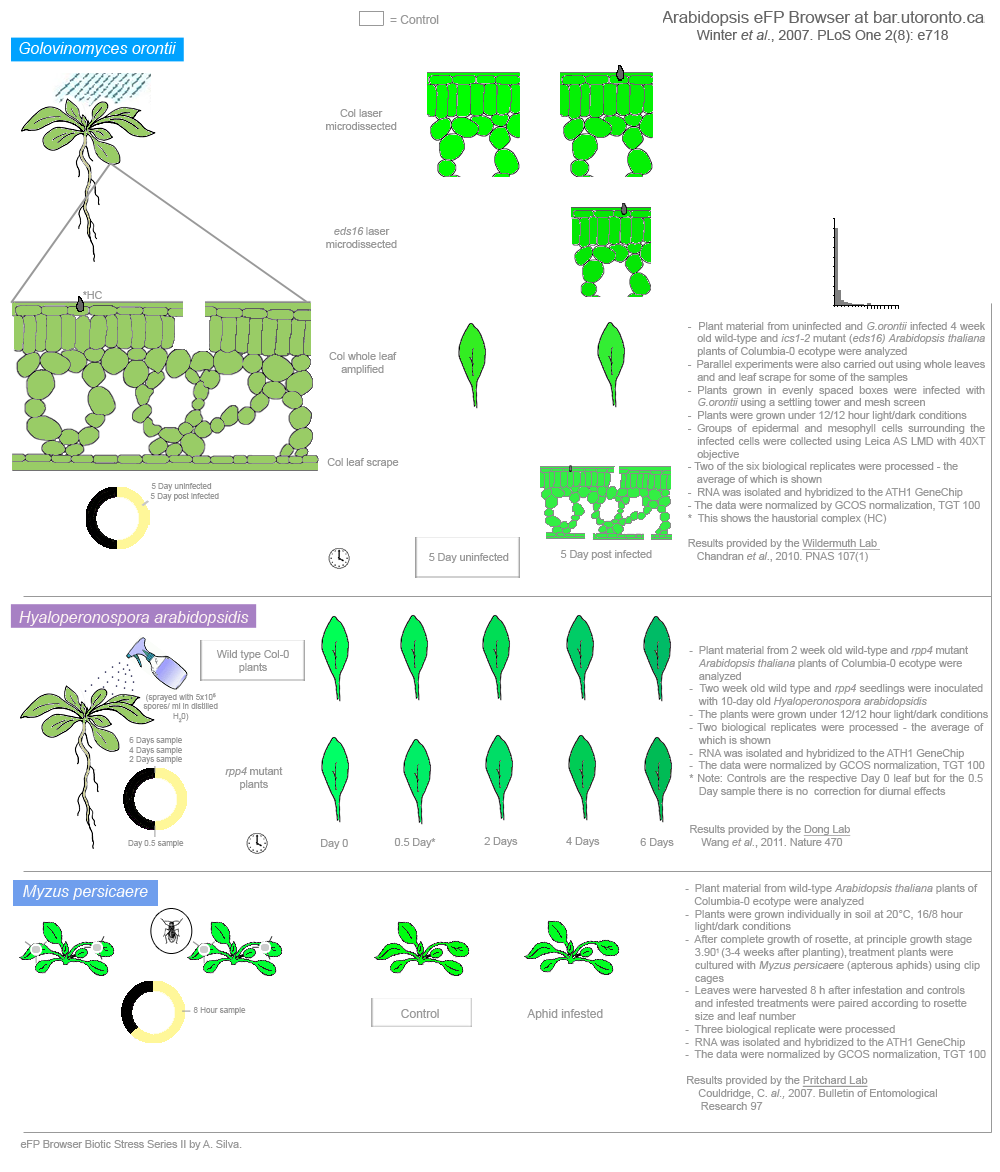 = Control
Arabidopsis eFP Browser at bar.utoronto.ca
Winter et al., 2007. PLoS One 2(8): e718
Golovinomyces orontii
Col laser
microdissected
eds16 laser
microdissected
*HC
Col whole leaf
amplified
Col leaf scrape
5 Day uninfected
5 Day post infected
5 Day uninfected
5 Day post infected
- Plant material from uninfected and G.orontii infected 4 week
old wild-type and ics1-2 mutant (eds16) Arabidopsis thaliana
plants of Columbia-0 ecotype were analyzed
- Parallel experiments were also carried out using whole leaves
and and leaf scrape for some of the samples
- Plants grown in evenly spaced boxes were infected with
G.orontii using a settling tower and mesh screen
- Plants were grown under 12/12 hour light/dark conditions
- Groups of epidermal and mesophyll cells surrounding the
infected cells were collected using Leica AS LMD with 40XT
objective
- Two of the six biological replicates were processed - the
average of which is shown
- RNA was isolated and hybridized to the ATH1 GeneChip
- The data were normalized by GCOS normalization, TGT 100
* This shows the haustorial complex (HC)
Results provided by the Wildermuth Lab
Chandran et al., 2010. PNAS 107(1)
Hyaloperonospora arabidopsidis
Wild type Col-0
plants
(sprayed with 5x10⁶
spores/ ml in distilled
H₂0)
6 Days sample
4 Days sample
2 Days sample
Day 0.5 sample
rpp4 mutant
plants
Day 0
0.5 Day*
2 Days
4 Days
6 Days
- Plant material from 2 week old wild-type and rpp4 mutant
Arabidopsis thaliana plants of Columbia-0 ecotype were
analyzed
- Two week old wild type and rpp4 seedlings were inoculated
with 10-day old Hyaloperonospora arabidopsidis
- The plants were grown under 12/12 hour light/dark conditions
- Two biological replicates were processed - the average of
which is shown
- RNA was isolated and hybridized to the ATH1 GeneChip
- The data were normalized by GCOS normalization, TGT 100
* Note: Controls are the respective Day 0 leaf but for the 0.5
Day sample there is no correction for diurnal effects
Results provided by the Dong Lab
Wang et al., 2011. Nature 470
Myzus persicaere
8 Hour sample
Control
Aphid infested
- Plant material from wild-type Arabidopsis thaliana plants of
Columbia-0 ecotype were analyzed
- Plants were grown individually in soil at 20°C, 16/8 hour
light/dark conditions
- After complete growth of rosette, at principle growth stage
3.90¹ (3-4 weeks after planting), treatment plants were
cultured with Myzus persicaere (apterous aphids) using clip
cages
- Leaves were harvested 8 h after infestation and controls
and infested treatments were paired according to rosette
size and leaf number
- Three biological replicate were processed
- RNA was isolated and hybridized to the ATH1 GeneChip
- The data were normalized by GCOS normalization, TGT 100
Results provided by the Pritchard Lab
Couldridge, C. al., 2007. Bulletin of Entomological
Research 97
eFP Browser Biotic Stress Series II by A. Silva.